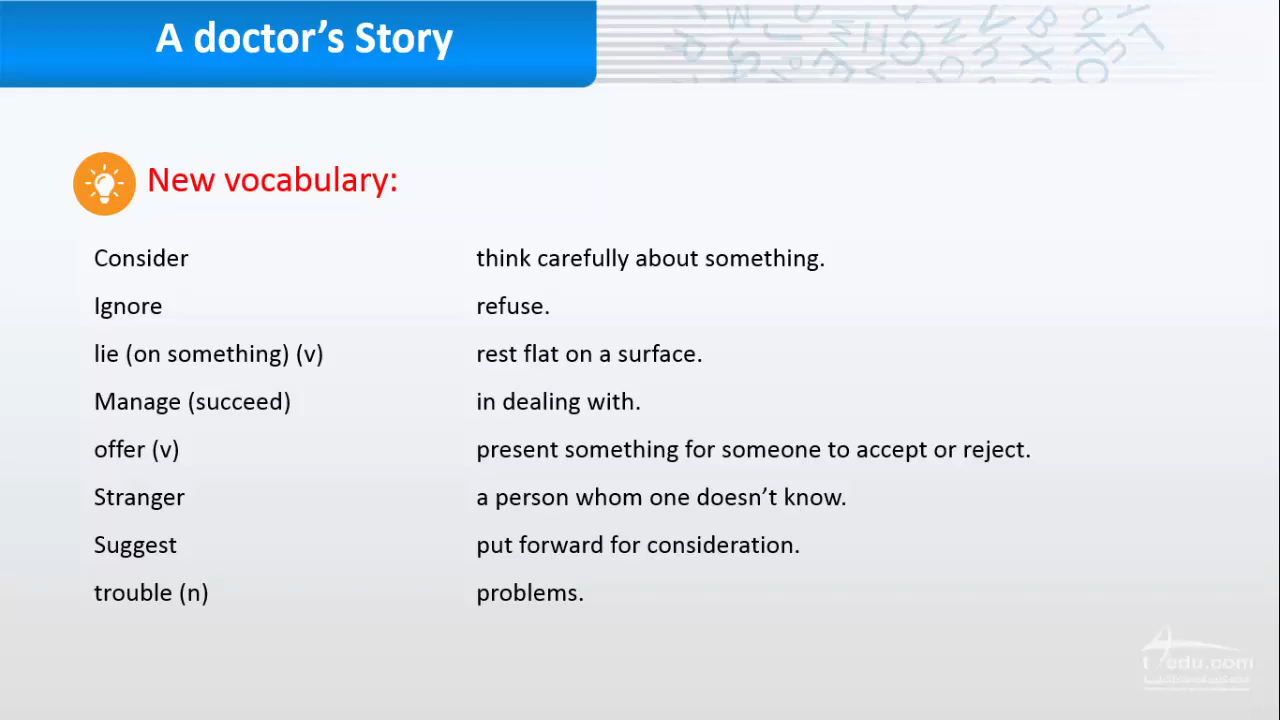 A doctor's Story
New vocabulary:
Consider think carefully about something.
Ignore refuse.
lie (on something) (v) rest flat on a surface.
Manage (succeed) in dealing with.
offer (v) present something for someone to accept or reject.
Stranger a person whom one doesn't know.
Suggest put forward for consideration.
trouble (n) problems.